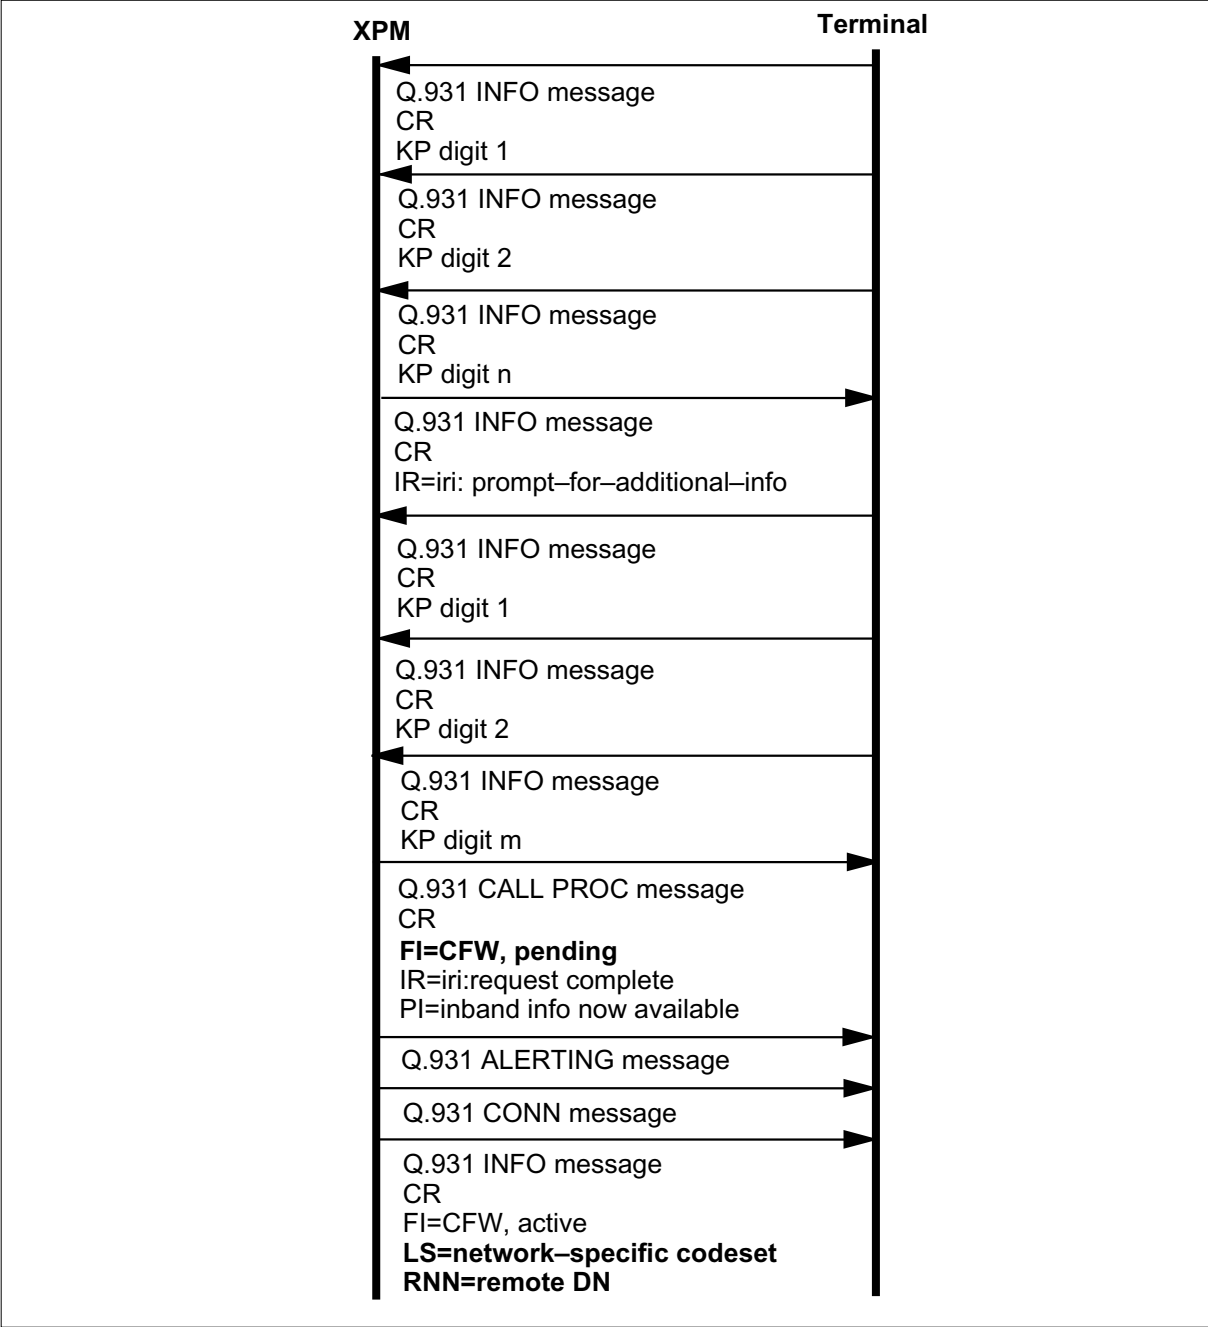 XPM
Terminal
Q.931 INFO message
CR
KP digit 1
Q.931 INFO message
CR
KP digit 2
Q.931 INFO message
CR
KP digit n
Q.931 INFO message
CR
IR=iri: prompt–for–additional–info
Q.931 INFO message
CR
KP digit 1
Q.931 INFO message
CR
KP digit 2
Q.931 INFO message
CR
KP digit m
Q.931 CALL PROC message
CR
FI=CFW, pending
IR=iri:request complete
PI=inband info now available
Q.931 ALERTING message
Q.931 CONN message
Q.931 INFO message
CR
FI=CFW, active
LS=network–specific codeset
RNN=remote DN